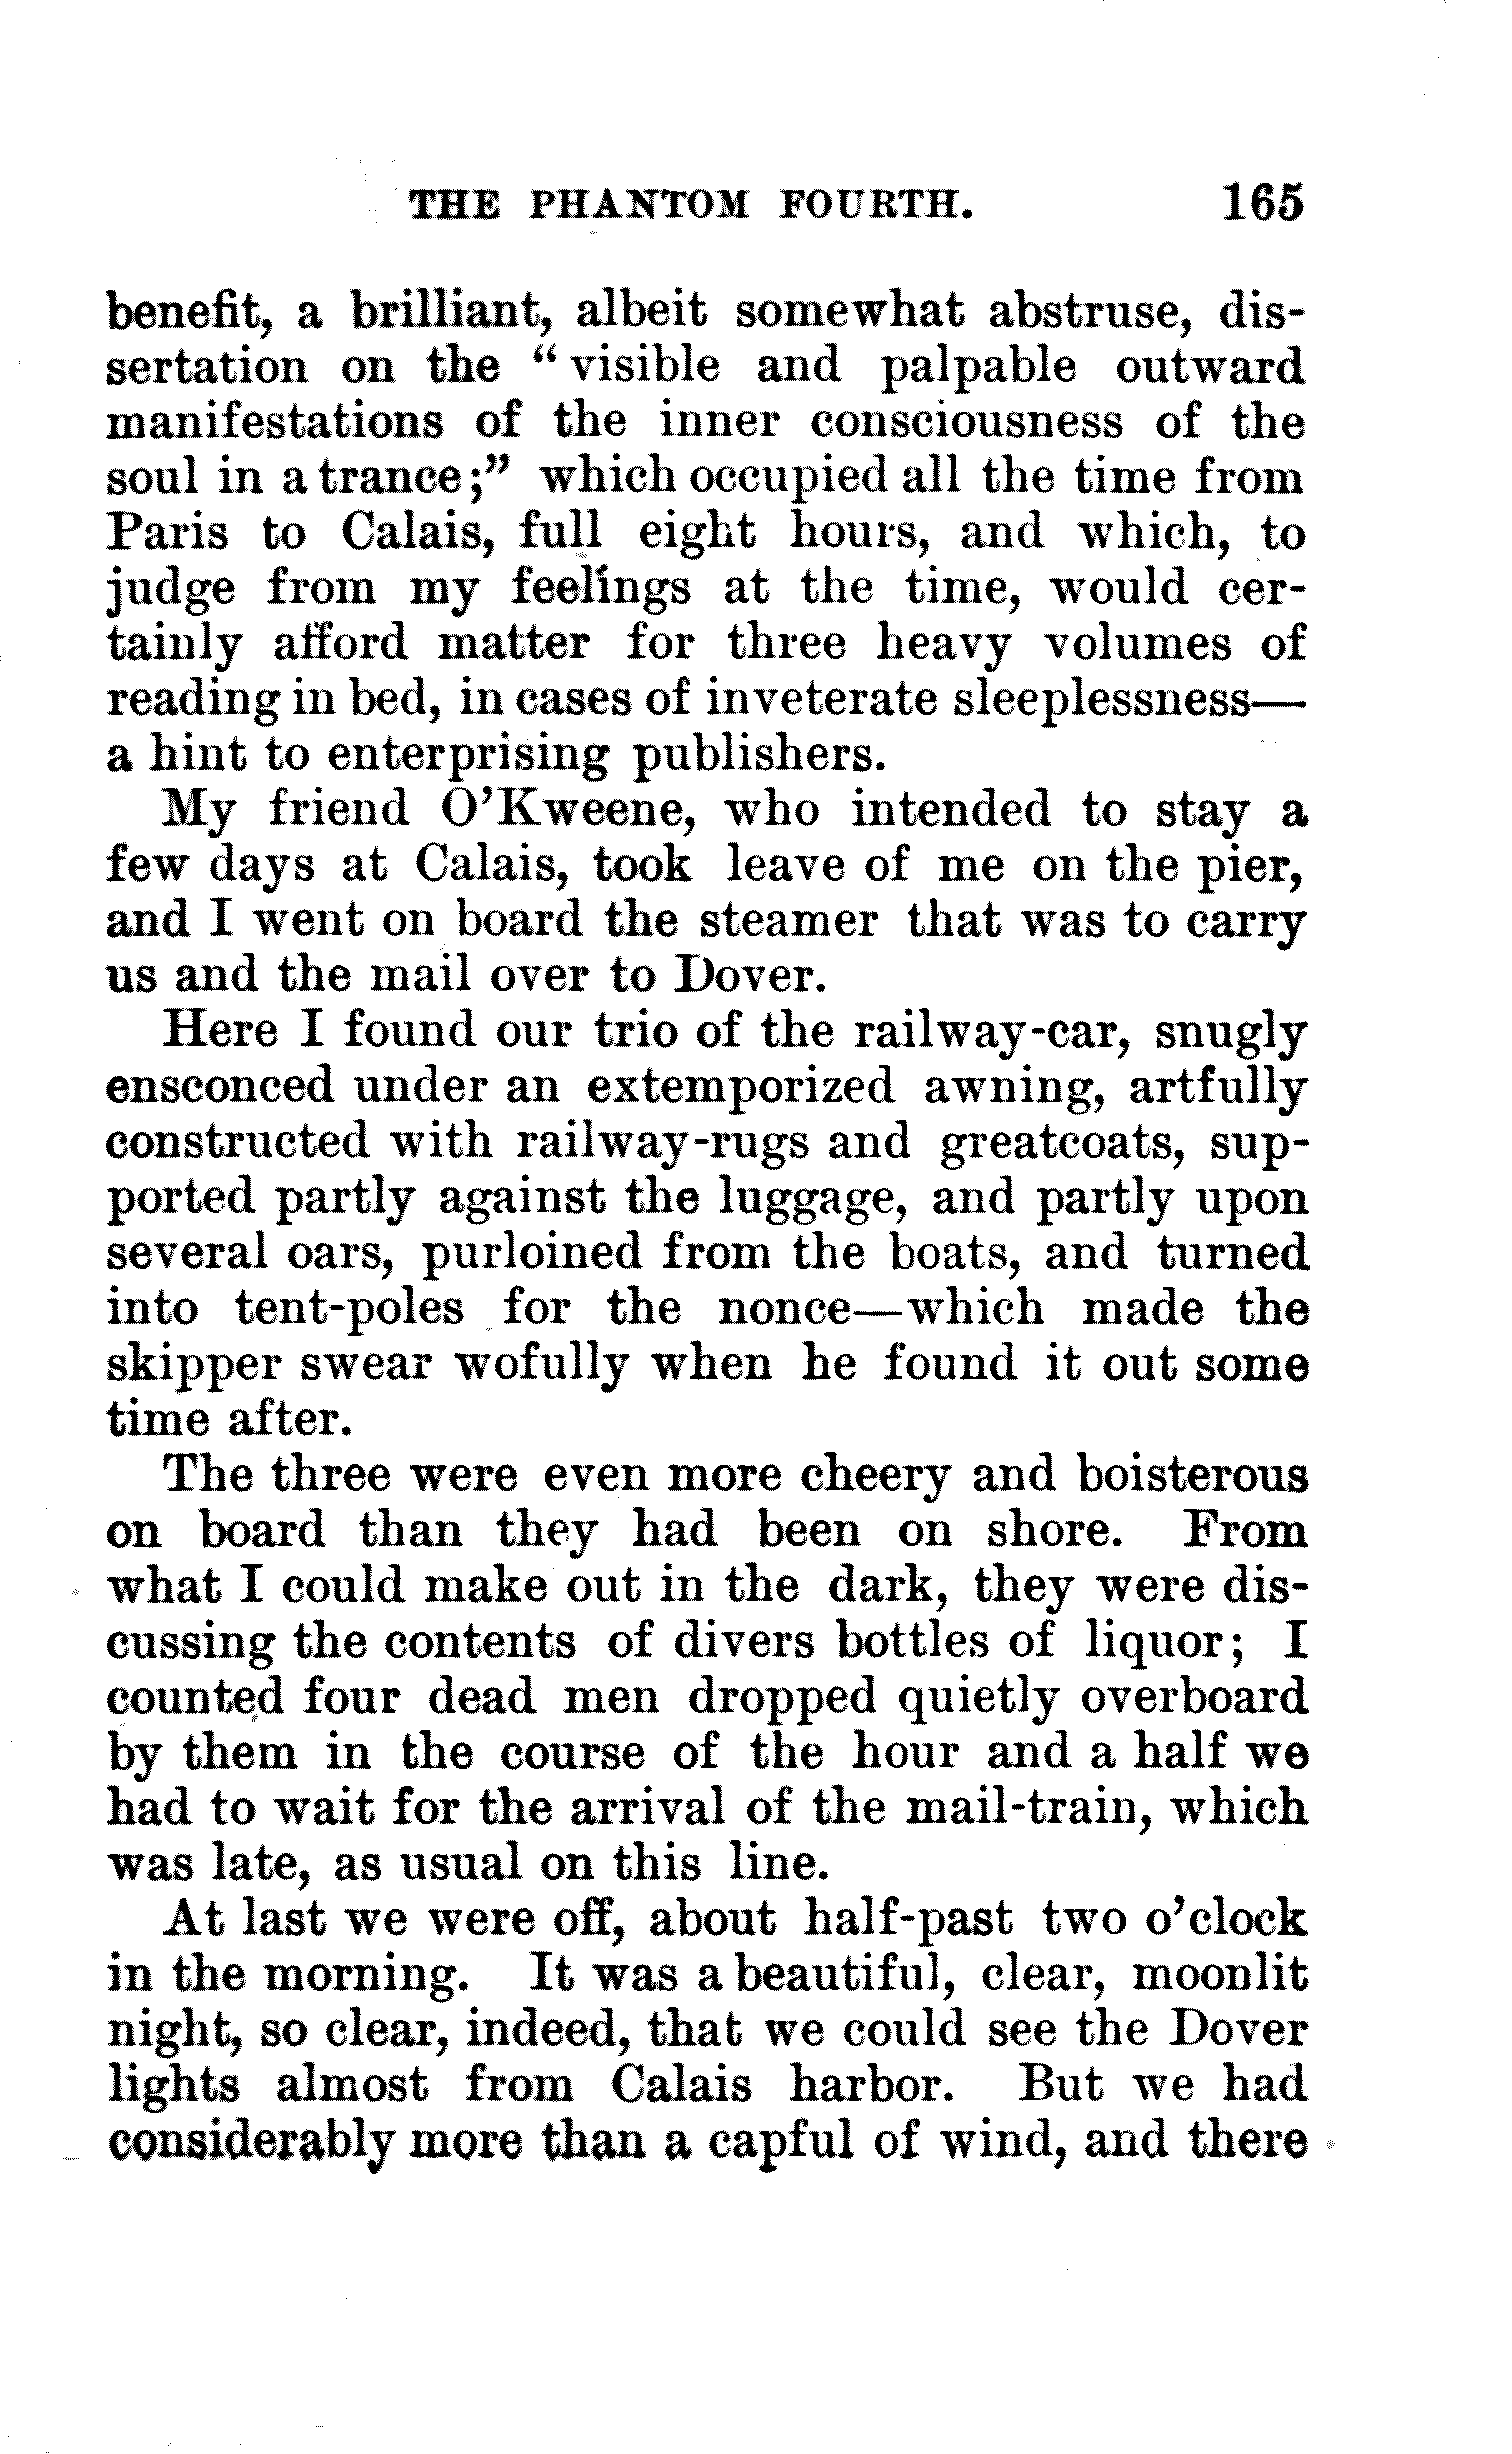 THE PHANTOM FOURTH. 165
benefit, a brilliant, albeit somewhat abstruse, dis-
sertation on the “ visible and palpable outward
manifestations of the inner consciousness of the
soul in a trance;” which occupied all the time from
Paris to Calais, full eight hours, and which, to
judge from my feelings at the time, would cer-
tainly afford matter for three heavy volumes of
reading in bed, in cases of inveterate sleeplessness—
a hint to enterprising publishers.
My friend O’Kweene, who intended to stay a
few days at Calais, took leave of me on the pier,
and I went on board the steamer that was to carry
us and the mail over to Dover.
Here I found our trio of the railway-car, snugly
ensconced under an extemporized awning, artfully
constructed with railway-rugs and greatcoats, sup-
ported partly against the luggage, and partly upon
several oars, purloined from the boats, and turned
into tent-poles for the nonce—which made the
skipper swear wofully when he found it out some
time after.
The three were even more cheery and boisterous
on board than they had been on shore. From
what I could make out in the dark, they were dis-
cussing the contents of divers bottles of liquor; I
counted four dead men dropped quietly overboard
by them in the course of the hour and a half we
had to wait for the arrival of the mail-train, which
was late, as usual on this line.
At last we were off, about half-past two o’clock
in the morning. It was a beautiful, clear, moonlit
night, so clear, indeed, that we could see the Dover
lights almost from Calais harbor. But we had
considerably more than a capful of wind, and there